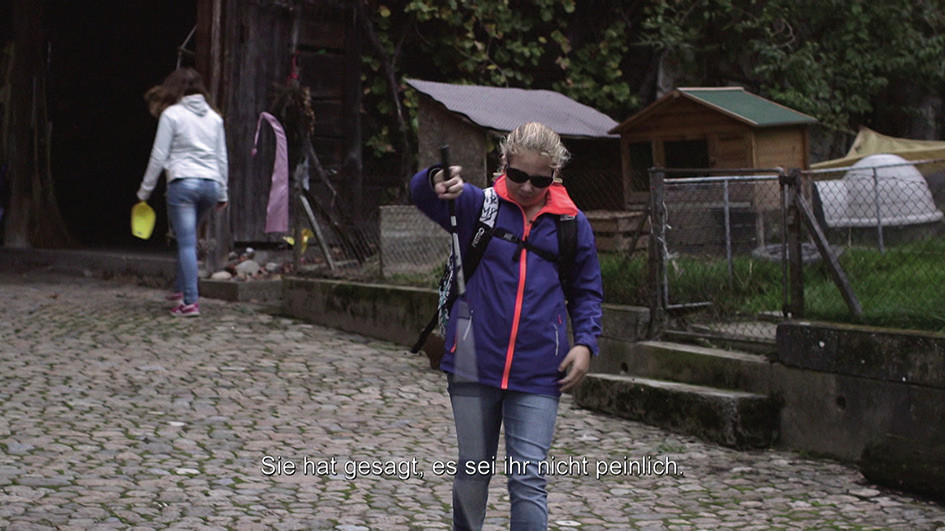 Sie hat gesagt, es sei ihr nicht peinlich.